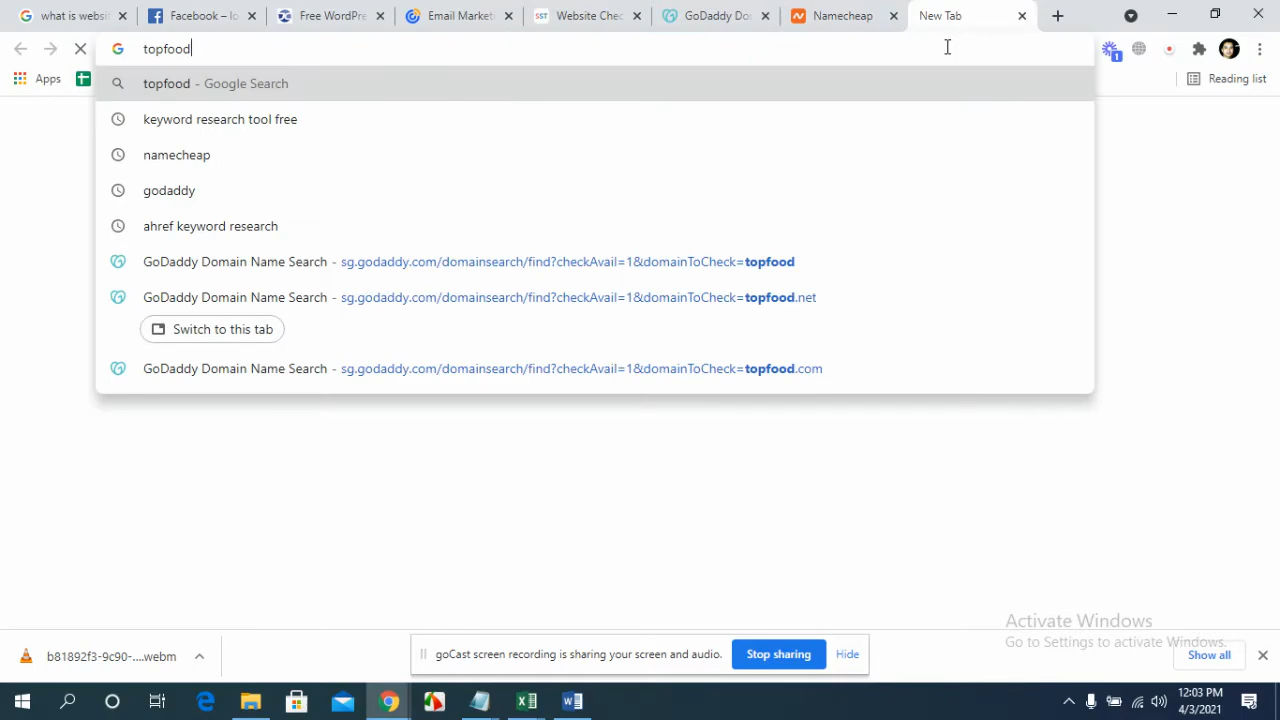 what is websi
Facebook – lo
Free WordPre
Email Market
SST
Website Chec
GoDaddy Do
Namecheap
New Tab
topfood
Apps
1
Reading list
topfood - Google Search
keyword research tool free
namecheap
godaddy
ahref keyword research
GoDaddy Domain Name Search - sg.godaddy.com/domainsearch/find?checkAvail=1&domainToCheck=topfood
GoDaddy Domain Name Search - sg.godaddy.com/domainsearch/find?checkAvail=1&domainToCheck=topfood.net
Switch to this tab
GoDaddy Domain Name Search - sg.godaddy.com/domainsearch/find?checkAvail=1&domainToCheck=topfood.com
Activate Windows
Go to Settings to activate Windows.
b81892f3-9c90-....webm
goCast screen recording is sharing your screen and audio.
Stop sharing
Hide
Show all
12:03 PM
4/3/2021